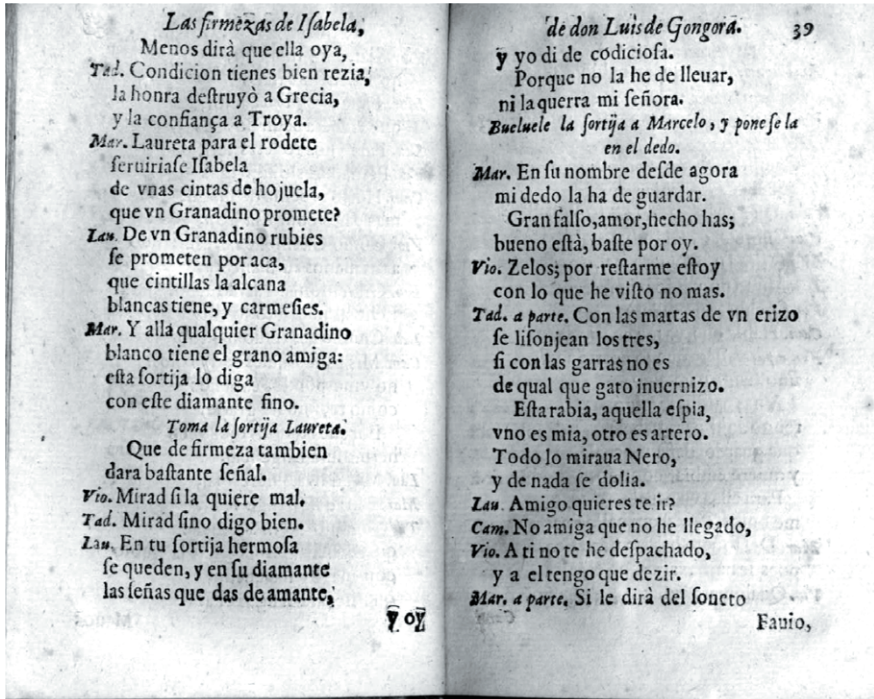 Las firmezas de Iſabela,
Menos dirà que ella oya,
Tad. Condicion tienes bien rezia,
la honra deſtruyò a Grecia,
y la confiança a Troya.
Mar. Laureta para el rodete
ſeruiriaſe Iſabela
de vnas cintas de hojuela,
que vn Granadino promete?
Lau. De vn Granadino rubies
ſe prometen por aca,
que cintillas la alcana
blancas tiene, y carmeſies.
Mar. Y alla qualquier Granadino
blanco tiene el grano amiga:
eſta ſortija lo diga
con eſte diamante fino.
Toma la ſortija Laureta.
Que de firmeza tambien
dara baſtante ſeñal.
Vio. Mirad ſi la quiere mal.
Tad. Mirad ſino digo bien.
Lau. En tu ſortija hermoſa
ſe queden, y en ſu diamante
las ſeñas que das de amante,
y oy
de don Luis de Gongora. 39
y yo di de codicioſa.
Porque no la he de lleuar,
ni la querra mi ſeñora.
Bueluele la ſortija a Marcelo, y poneſe la
en el dedo.
Mar. En ſu nombre deſde agora
mi dedo la ha de guardar.
Gran falſo, amor, hecho has;
bueno eſtà, baſte por oy.
Vio. Zelos; por reſtarme eſtoy
con lo que he viſto no mas.
Tad. a parte. Con las martas de vn erizo
ſe liſonjean los tres,
ſi con las garras no es
de qual que gato inuernizo.
Eſta rabia, aquella eſpia,
vno es mia, otro es artero.
Todo lo miraua Nero,
y de nada ſe dolia.
Lau. Amigo quieres te ir?
Cam. No amiga que no he llegado,
Vio. A ti no te he deſpachado,
y a el tengo que dezir.
Mar. a parte. Si le dirà del ſoneto
Fauio,